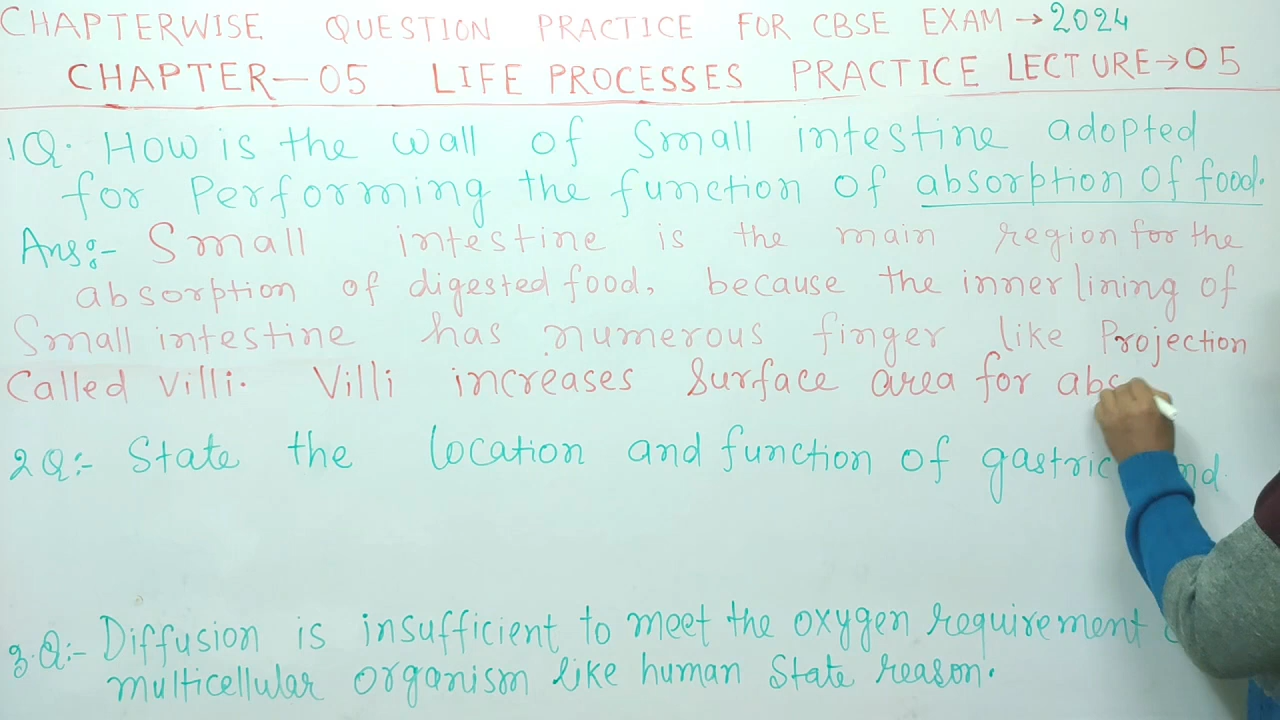 CHAPTERWISE QUESTION PRACTICE FOR CBSE EXAM → 2024
CHAPTER—05 LIFE PROCESSES PRACTICE LECTURE→05
1Q. HOW is the wall of Small intestine adopted
for Performing the function of absorption Of food.
Ans:- Small intestine is the main region for the
absorption of digested food, because the inner lining of
Small intestine has numerous finger like Projection
Called Villi. Villi increases Surface area for abs
2Q:- State the location and function of gastric
3.Q:- Diffusion is insufficient to meet the oxygen requirement
multicellular organism like human State reason.